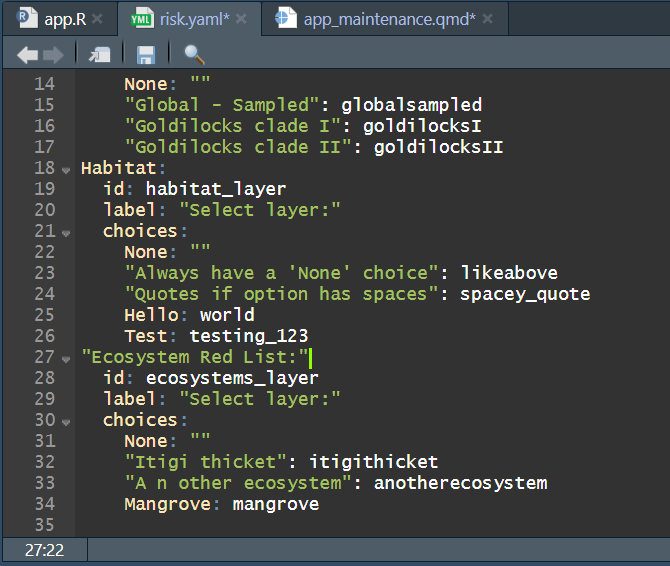 app.R
risk.yaml*
app_maintenance.qmd*
14     None: ""
15     "Global - Sampled": globalsampled
16     "Goldilocks clade I": goldilocksI
17     "Goldilocks clade II": goldilocksII
18 Habitat:
19   id: habitat_layer
20   label: "Select layer:"
21   choices:
22     None: ""
23     "Always have a 'None' choice": likeabove
24     "Quotes if option has spaces": spacey_quote
25     Hello: world
26     Test: testing_123
27 "Ecosystem Red List:"
28   id: ecosystems_layer
29   label: "Select layer:"
30   choices:
31     None: ""
32     "Itigi thicket": itigithicket
33     "A n other ecosystem": anotherecosystem
34     Mangrove: mangrove
35
27:22